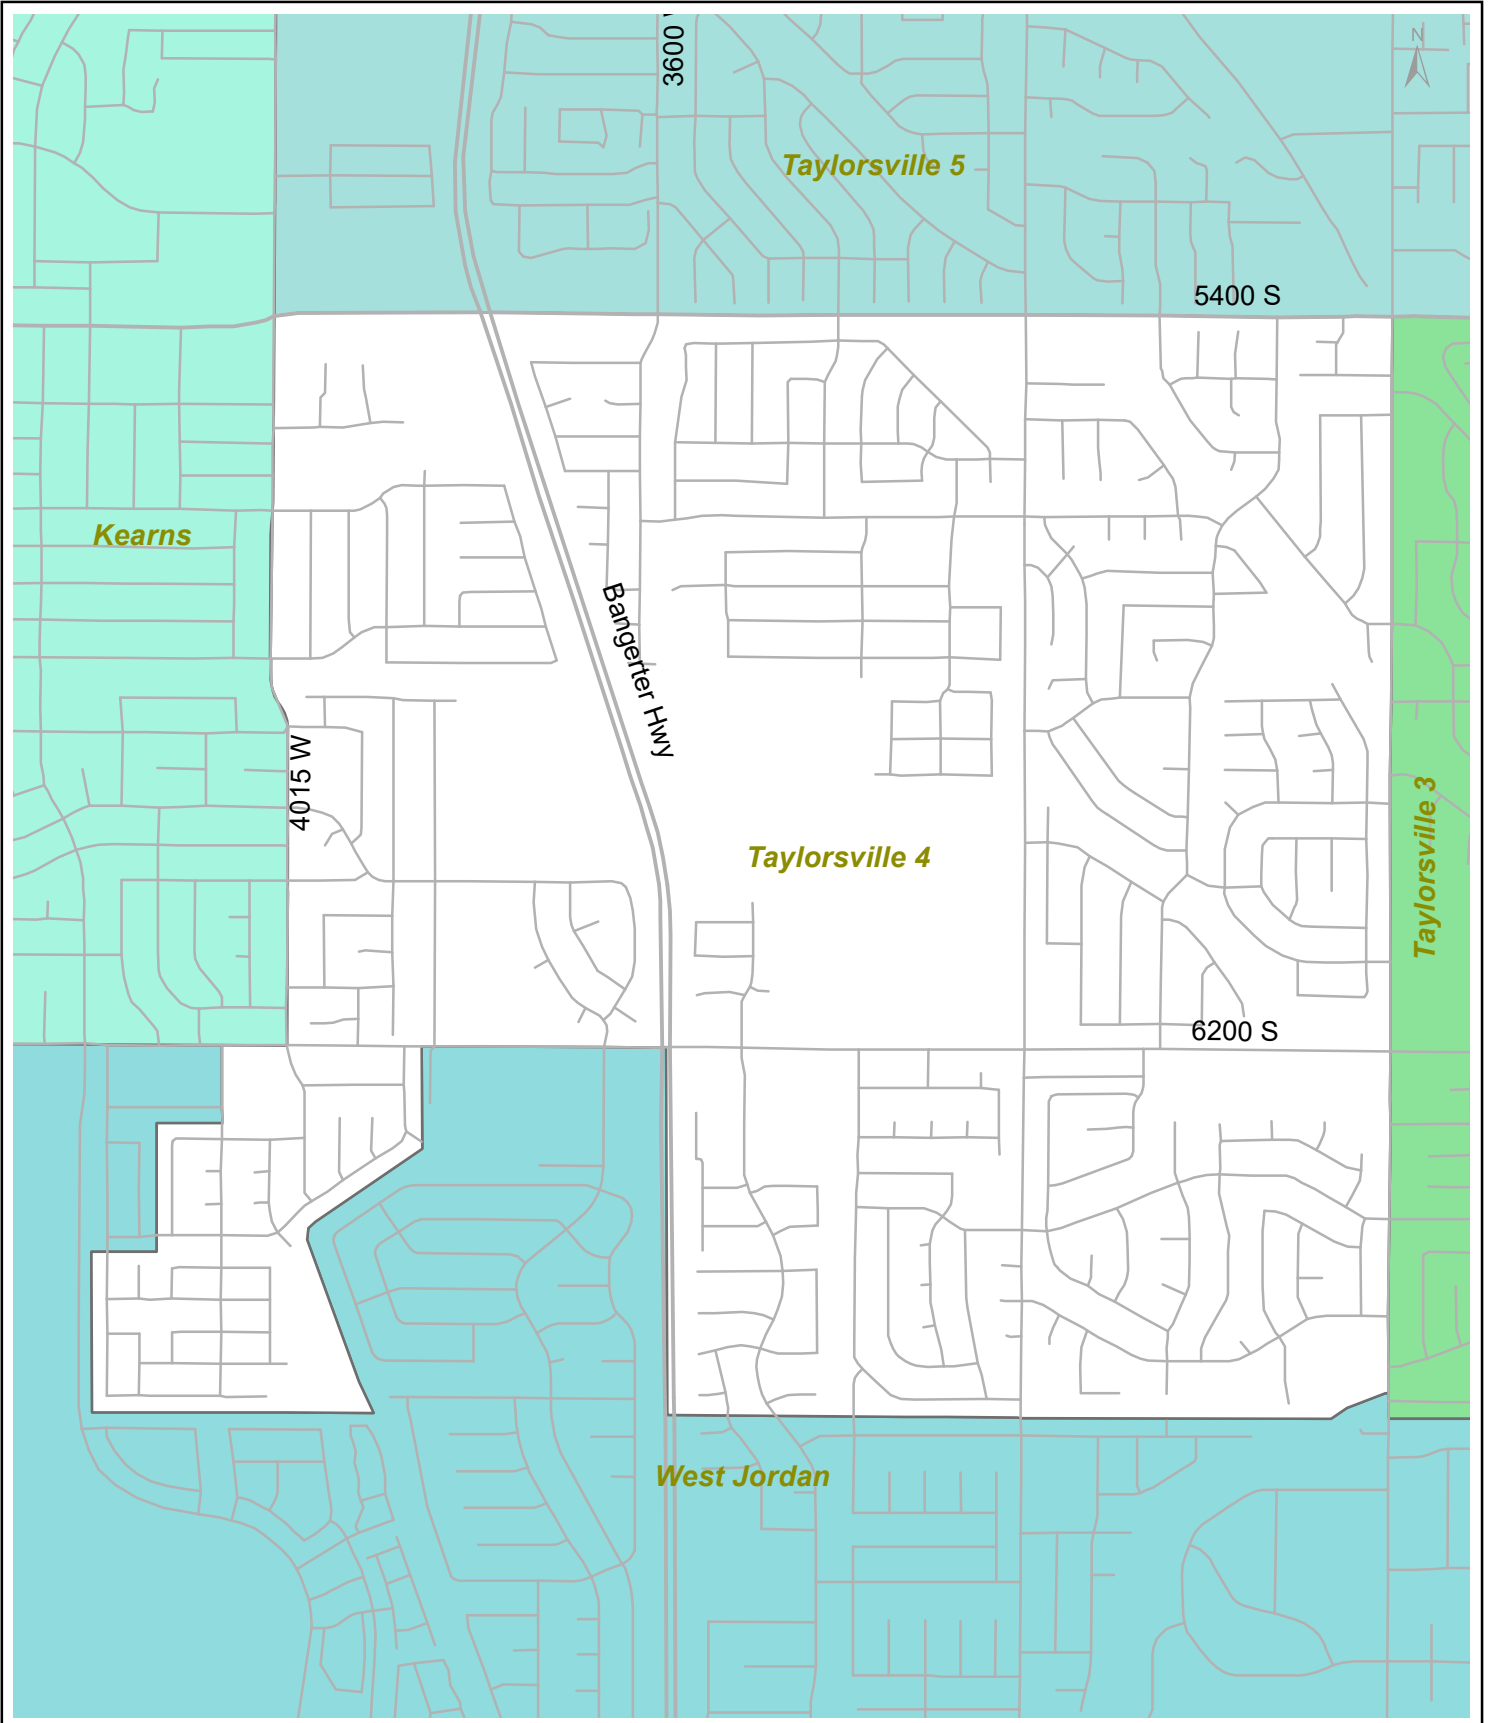 N
3600
Taylorsville 5
5400 S
Kearns
Bangerter Hwy
4015 W
Taylorsville 4
Taylorsville 3
6200 S
West Jordan